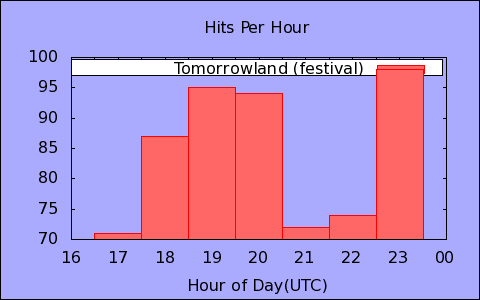 Hits Per Hour
100
Tomorrowland (festival)
95
90
85
80
75
70
16 17 18 19 20 21 22 23 00
Hour of Day(UTC)